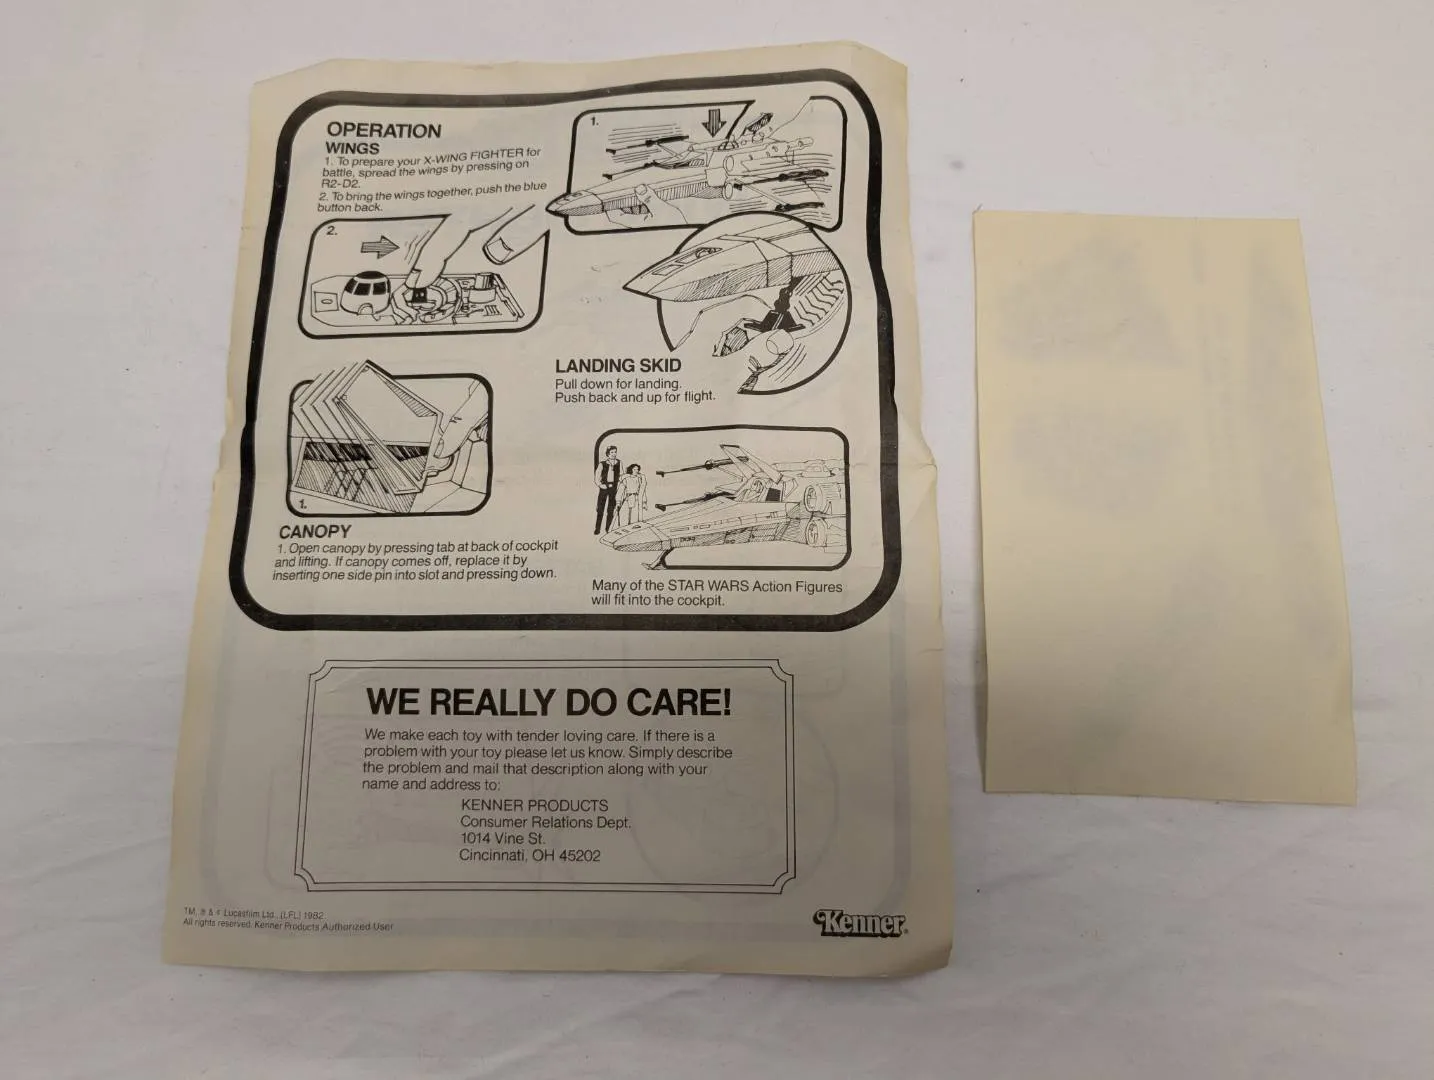 OPERATION
WINGS
1. To prepare your X-WING FIGHTER for
battle, spread the wings by pressing on
R2-D2.
2. To bring the wings together, push the blue
button back.
1.
2.
LANDING SKID
Pull down for landing.
Push back and up for flight.
1.
CANOPY
1. Open canopy by pressing tab at back of cockpit
and lifting. If canopy comes off, replace it by
inserting one side pin into slot and pressing down.
Many of the STAR WARS Action Figures
will fit into the cockpit.
WE REALLY DO CARE!
We make each toy with tender loving care. If there is a
problem with your toy please let us know. Simply describe
the problem and mail that description along with your
name and address to:
KENNER PRODUCTS
Consumer Relations Dept.
1014 Vine St.
Cincinnati, OH 45202
TM, ® & © Lucasfilm Ltd., (LFL) 1982
All rights reserved. Kenner Products Authorized User
Kenner®